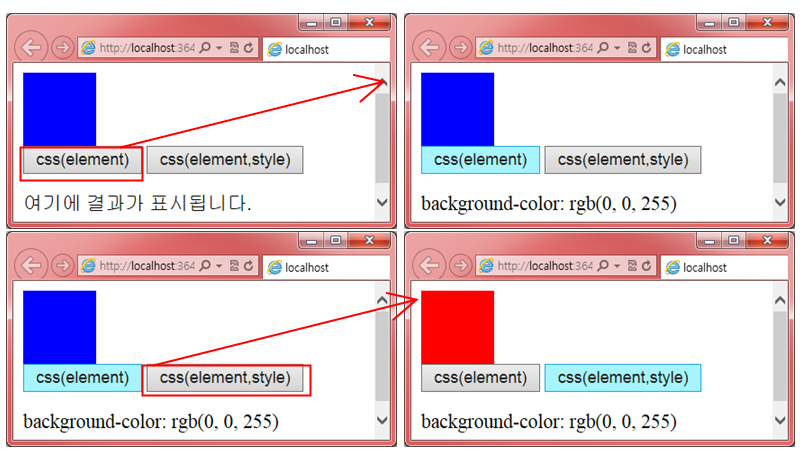 http://localhost:364
localhost
css(element)
css(element,style)
여기에 결과가 표시됩니다.
http://localhost:364
localhost
css(element)
css(element,style)
background-color: rgb(0, 0, 255)
http://localhost:364
localhost
css(element)
css(element,style)
background-color: rgb(0, 0, 255)
http://localhost:364
localhost
css(element)
css(element,style)
background-color: rgb(0, 0, 255)